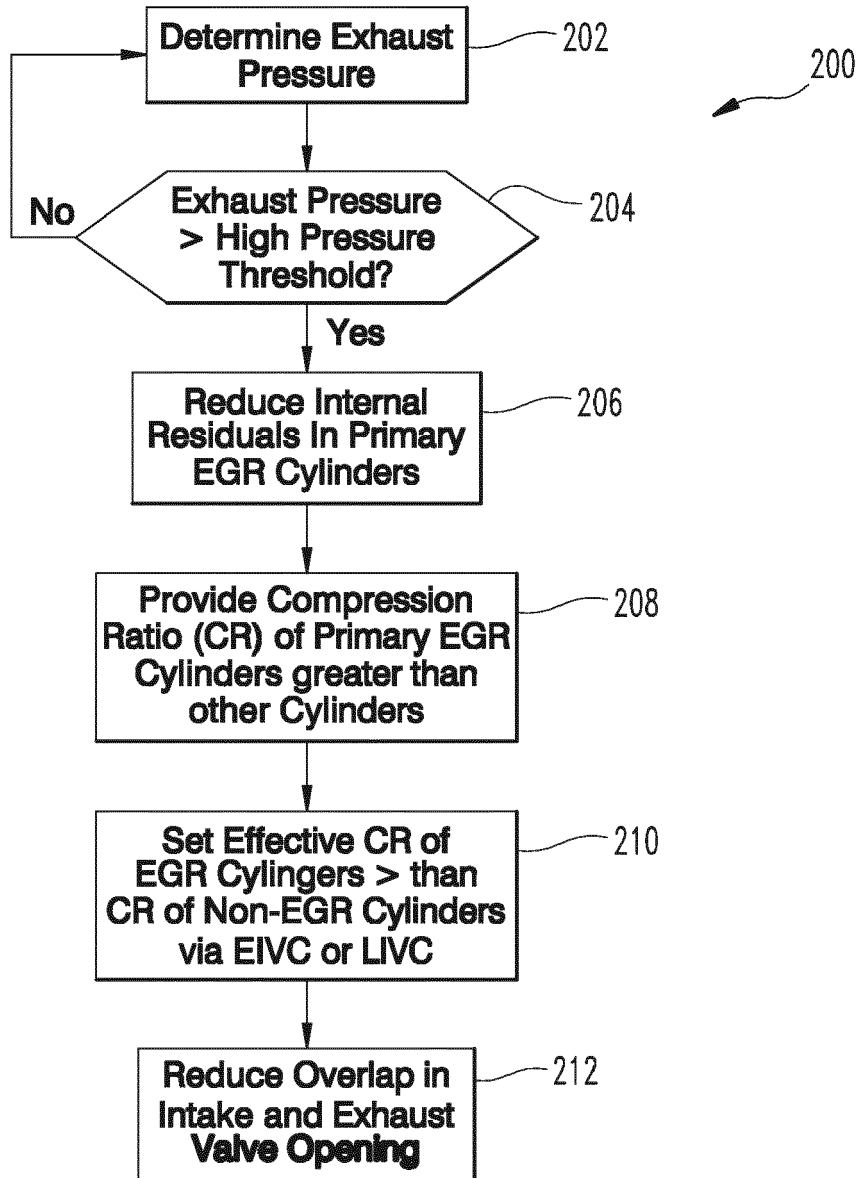 Determine Exhaust
Pressure
202
200
Exhaust Pressure
> High Pressure
Threshold?
204
No
Yes
Reduce Internal
Residuals In Primary
EGR Cylinders
206
Provide Compression
Ratio (CR) of Primary EGR
Cylinders greater than
other Cylinders
208
Set Effective CR of
EGR Cylingers > than
CR of Non-EGR Cylinders
via EIVC or LIVC
210
Reduce Overlap in
Intake and Exhaust
Valve Opening
212